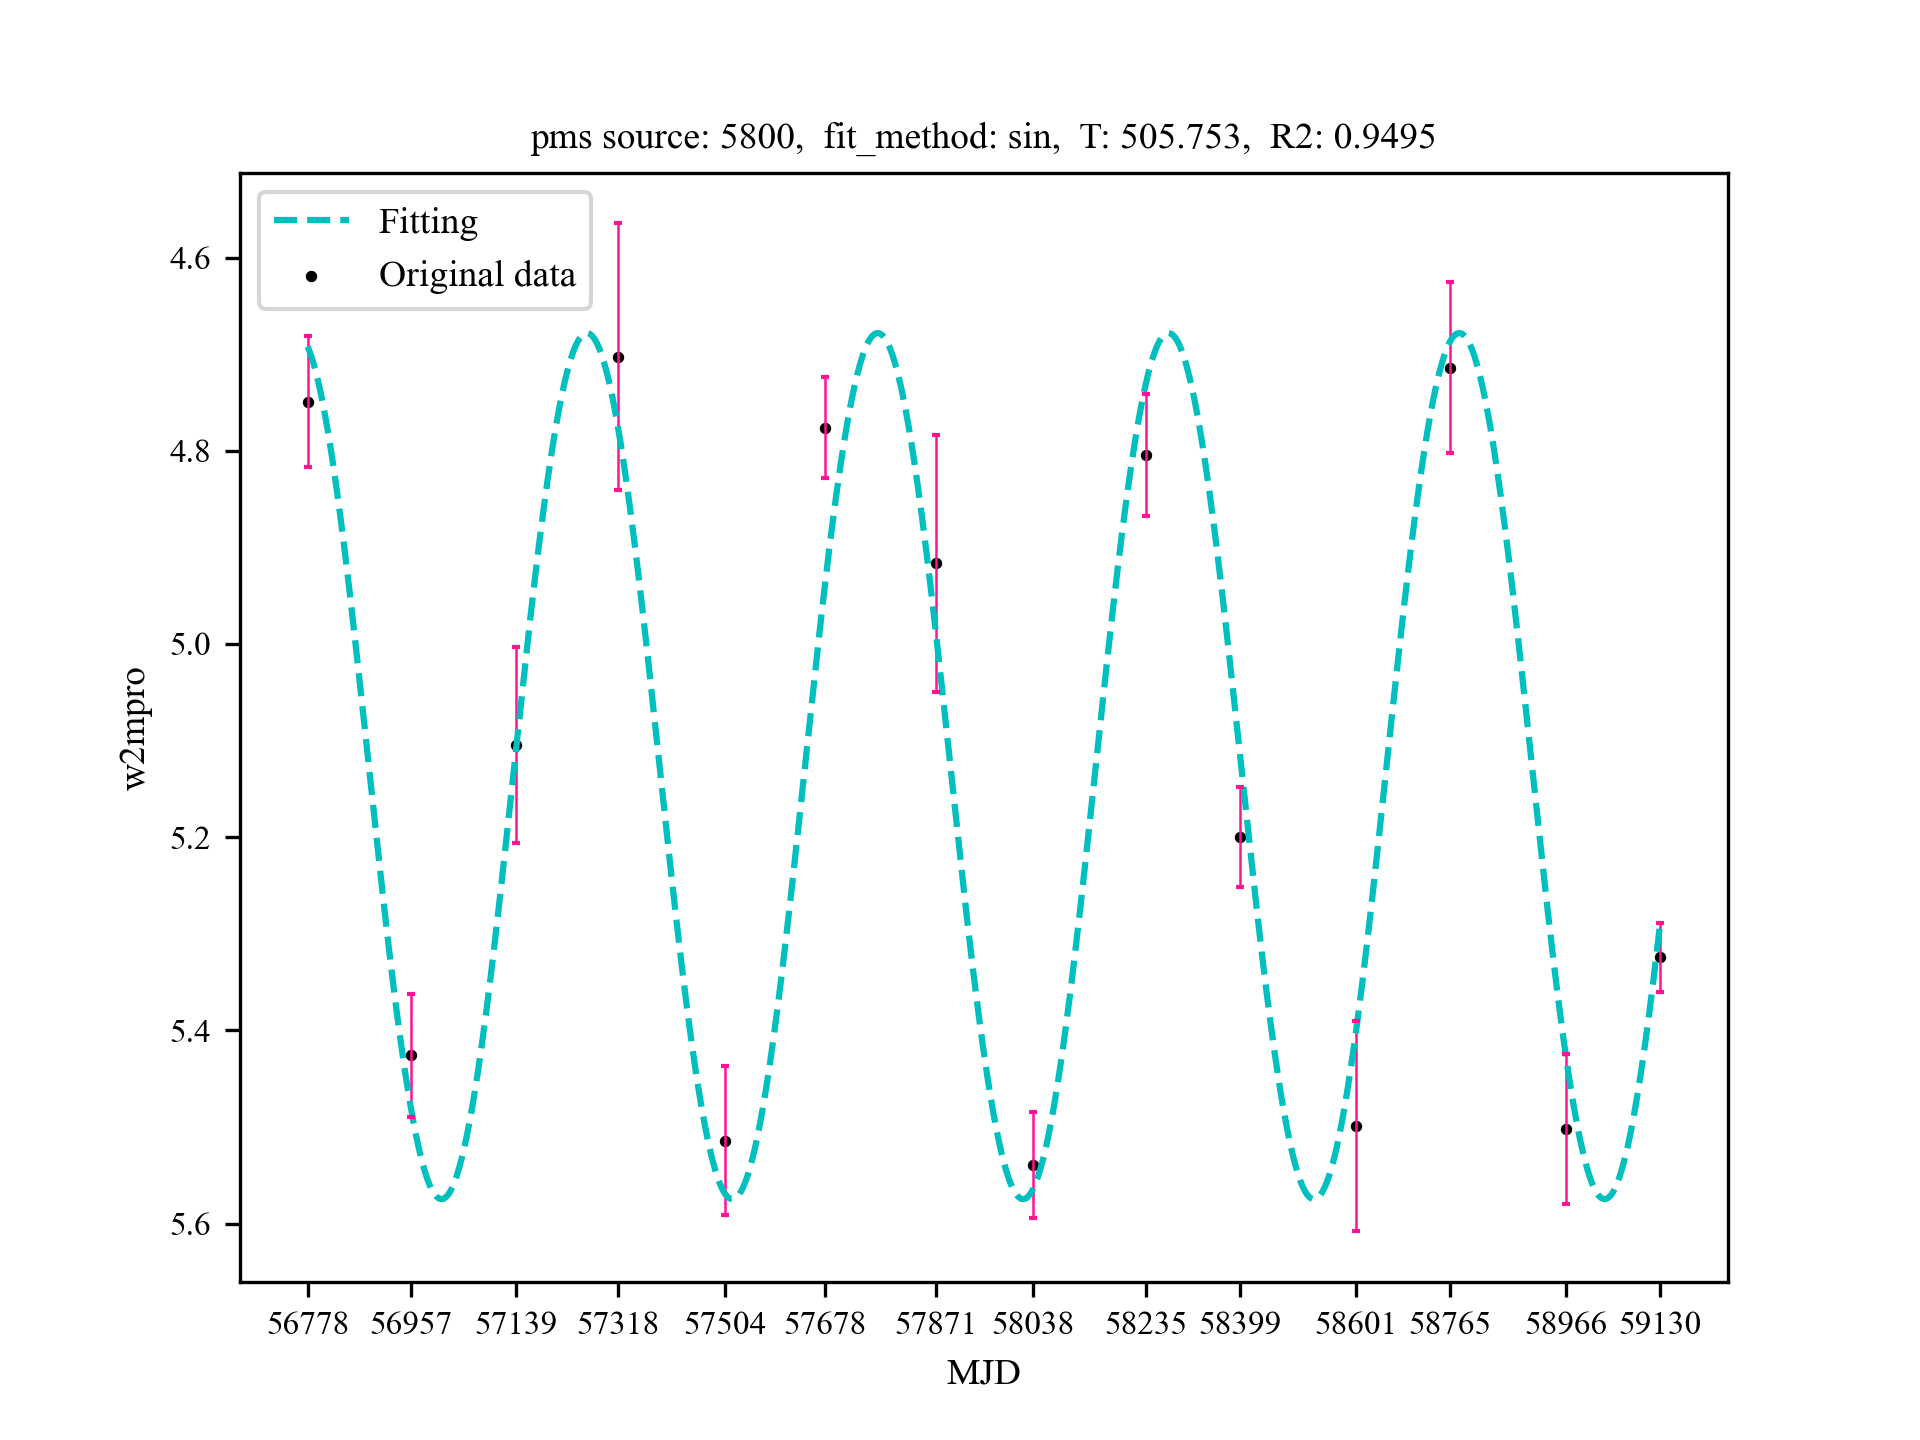 pms source: 5800,  fit_method: sin,  T: 505.753,  R2: 0.9495
Fitting
Original data
4.6
4.8
5.0
5.2
5.4
5.6
w2mpro
56778 56957 57139 57318 57504 57678 57871 58038 58235 58399 58601 58765 58966 59130
MJD